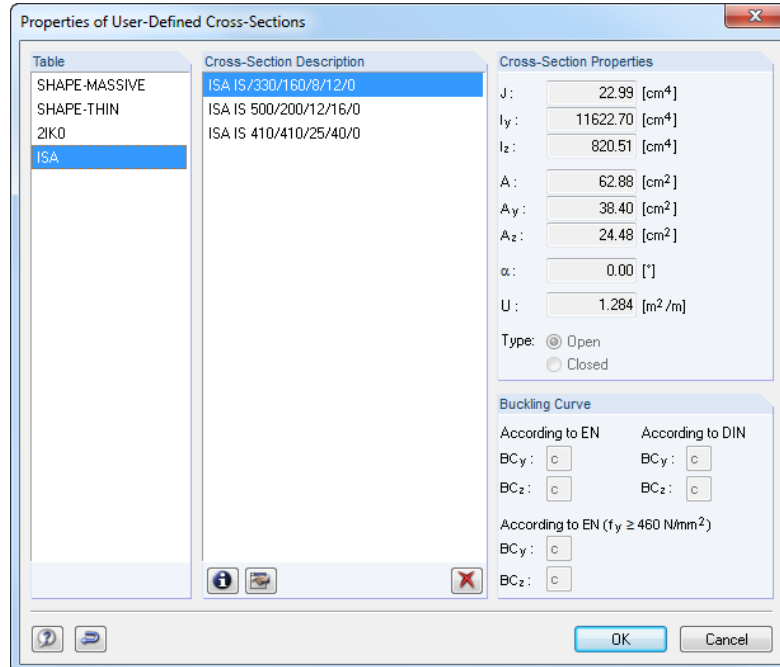 Properties of User-Defined Cross-Sections
Table
SHAPE-MASSIVE
SHAPE-THIN
2IK0
ISA
Cross-Section Description
ISA IS/330/160/8/12/0
ISA IS 500/200/12/16/0
ISA IS 410/410/25/40/0
Cross-Section Properties
J : 22.99 [cm4]
Iy : 11622.70 [cm4]
Iz : 820.51 [cm4]
A : 62.88 [cm2]
Ay : 38.40 [cm2]
Az : 24.48 [cm2]
α : 0.00 [°]
U : 1.284 [m2/m]
Type: Open
Closed
Buckling Curve
According to EN According to DIN
BCy : c BCy : c
BCz : c BCz : c
According to EN (fy ≥ 460 N/mm2)
BCy : c
BCz : c
OK Cancel